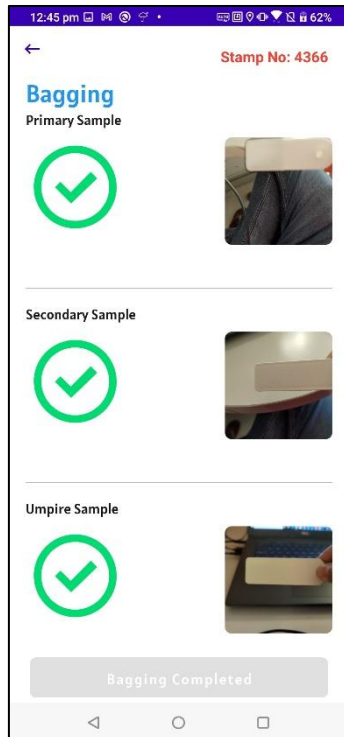 12:45 pm 62%
Stamp No: 4366
Bagging
Primary Sample
Secondary Sample
Umpire Sample
Bagging Completed